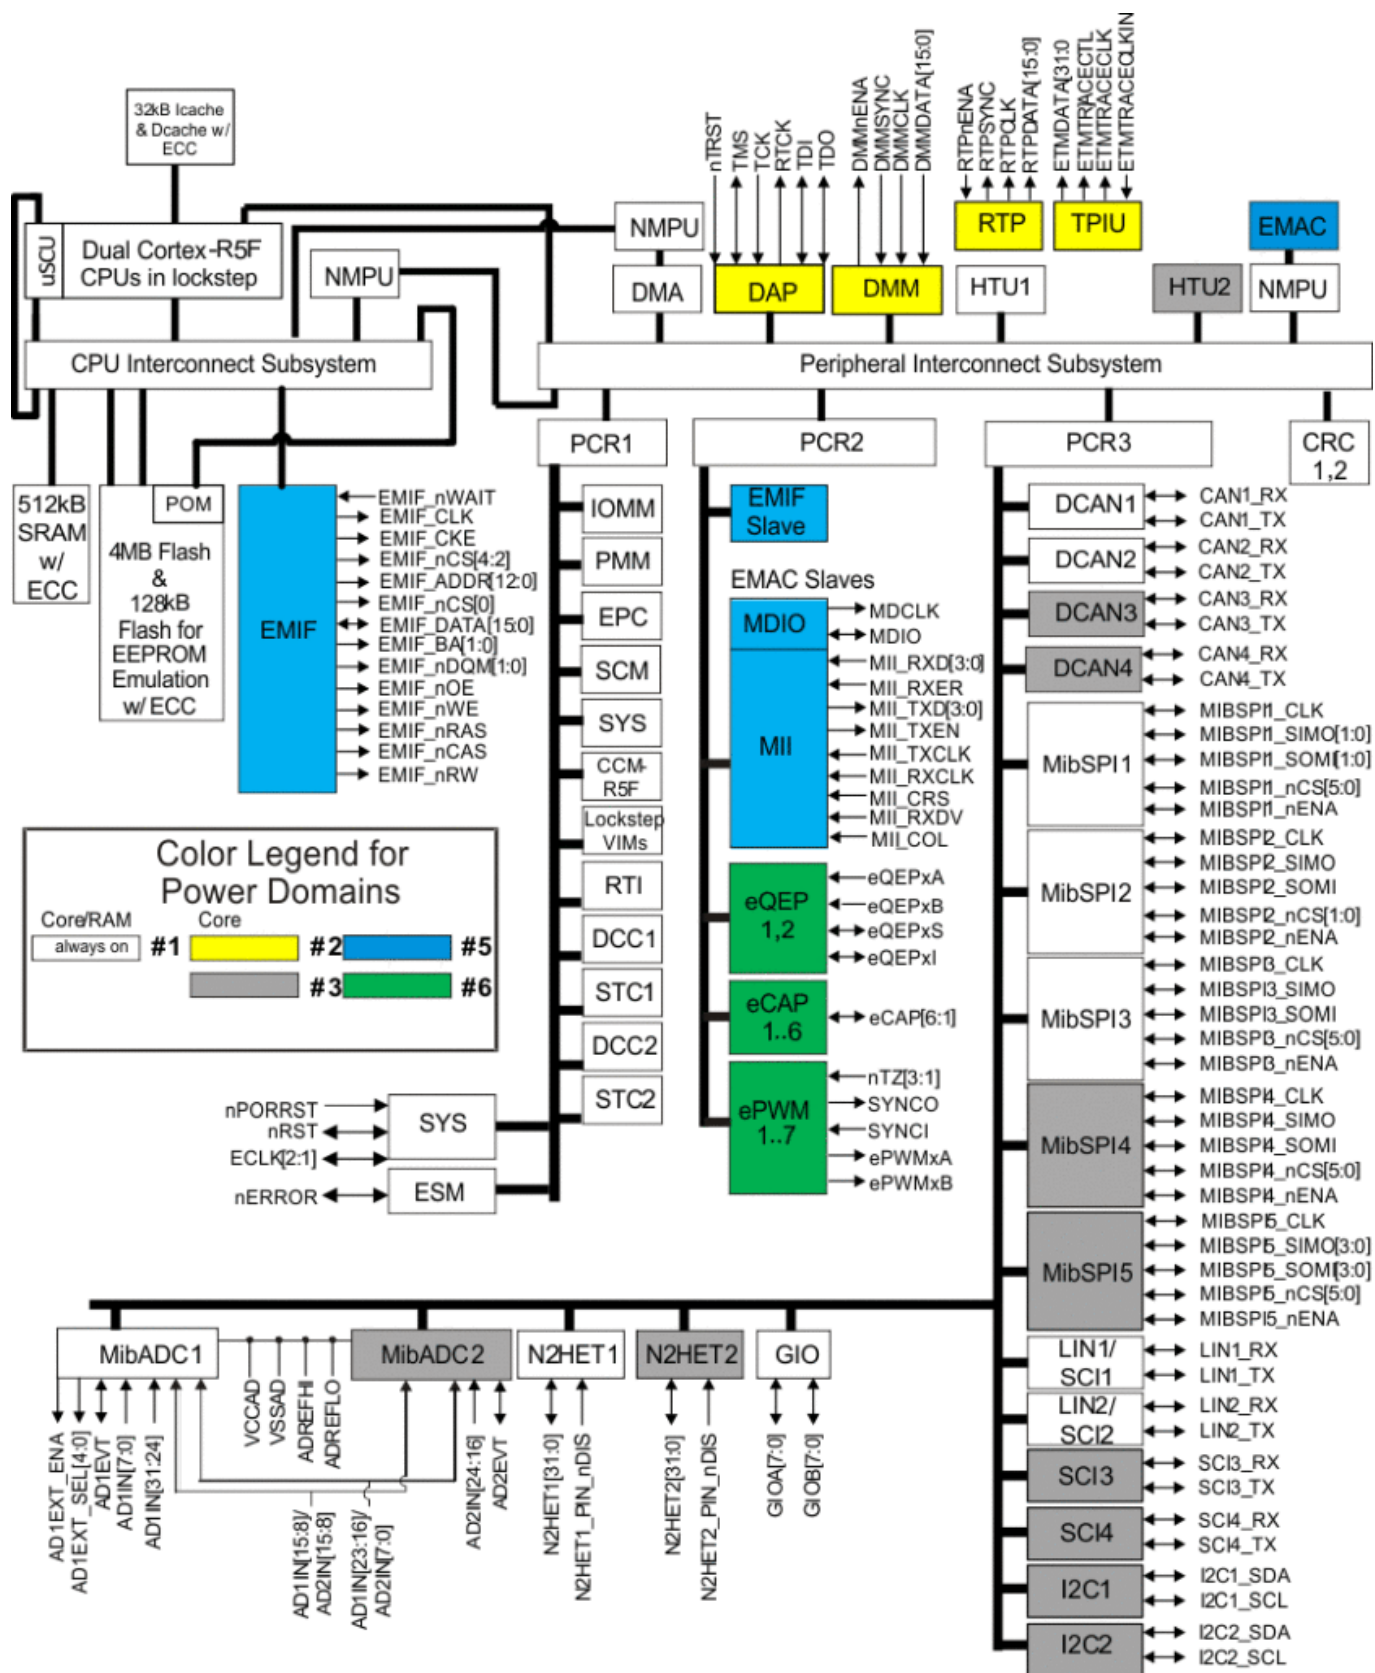 nTRST
TMS
TCK
RTCK
TDI
TDO
DMMnENA
DMMSYNC
DMMCLK
DMMDATA[15:0]
RTPnENA
RTPSYNC
RTPCLK
RTPDATA[15:0]
ETMDATA[31:0
ETMTRACECTL
ETMTRACECLK
ETMTRACECLKIN
32kB Icache
& Dcache w/
ECC
uSCU
Dual Cortex-R5F
CPUs in lockstep
NMPU
NMPU
DMA
DAP
DMM
RTP
TPIU
HTU1
HTU2
EMAC
NMPU
CPU Interconnect Subsystem
Peripheral Interconnect Subsystem
PCR1
PCR2
PCR3
CRC
1,2
512kB
SRAM
w/
ECC
POM
4MB Flash
&
128kB
Flash for
EEPROM
Emulation
w/ ECC
EMIF
EMIF_nWAIT
EMIF_CLK
EMIF_CKE
EMIF_nCS[4:2]
EMIF_ADDR[12:0]
EMIF_nCS[0]
EMIF_DATA[15:0]
EMIF_BA[1:0]
EMIF_nDQM[1:0]
EMIF_nOE
EMIF_nWE
EMIF_nRAS
EMIF_nCAS
EMIF_nRW
IOMM
PMM
EPC
SCM
SYS
CCM-
R5F
Lockstep
VIMs
RTI
DCC1
STC1
DCC2
STC2
EMIF
Slave
EMAC Slaves
MDIO
MDCLK
MDIO
MII
MII_RXD[3:0]
MII_RXER
MII_TXD[3:0]
MII_TXEN
MII_TXCLK
MII_RXCLK
MII_CRS
MII_RXDV
MII_COL
eQEP
1,2
eQEPxA
eQEPxB
eQEPxS
eQEPxI
eCAP
1..6
eCAP[6:1]
ePWM
1..7
nTZ[3:1]
SYNCO
SYNCI
ePWMxA
ePWMxB
DCAN1
CAN1_RX
CAN1_TX
DCAN2
CAN2_RX
CAN2_TX
DCAN3
CAN3_RX
CAN3_TX
DCAN4
CAN4_RX
CAN4_TX
MibSPI1
MIBSPI1_CLK
MIBSPI1_SIMO[1:0]
MIBSPI1_SOMI[1:0]
MIBSPI1_nCS[5:0]
MIBSPI1_nENA
MibSPI2
MIBSPI2_CLK
MIBSPI2_SIMO
MIBSPI2_SOMI
MIBSPI2_nCS[1:0]
MIBSPI2_nENA
MibSPI3
MIBSPI3_CLK
MIBSPI3_SIMO
MIBSPI3_SOMI
MIBSPI3_nCS[5:0]
MIBSPI3_nENA
MibSPI4
MIBSPI4_CLK
MIBSPI4_SIMO
MIBSPI4_SOMI
MIBSPI4_nCS[5:0]
MIBSPI4_nENA
MibSPI5
MIBSPI5_CLK
MIBSPI5_SIMO[3:0]
MIBSPI5_SOMI[3:0]
MIBSPI5_nCS[5:0]
MIBSPI5_nENA
LIN1/
SCI1
LIN1_RX
LIN1_TX
LIN2/
SCI2
LIN2_RX
LIN2_TX
SCI3
SCI3_RX
SCI3_TX
SCI4
SCI4_RX
SCI4_TX
I2C1
I2C1_SDA
I2C1_SCL
I2C2
I2C2_SDA
I2C2_SCL
Color Legend for
Power Domains
Core/RAM
Core
always on
#1
#2
#5
#3
#6
nPORRST
nRST
ECLK[2:1]
SYS
nERROR
ESM
MibADC1
MibADC2
N2HET1
N2HET2
GIO
AD1EXT_ENA
AD1EXT_SEL[4:0]
AD1EVT
AD1IN[7:0]
AD1IN[31:24]
VCCAD
VSSAD
ADREFHI
ADREFLO
AD1IN[15:8]/
AD2IN[15:8]
AD1IN[23:16]/
AD2IN[7:0]
AD2IN[24:16]
AD2EVT
N2HET1[31:0]
N2HET1_PIN_nDIS
N2HET2[31:0]
N2HET2_PIN_nDIS
GIOA[7:0]
GIOB[7:0]